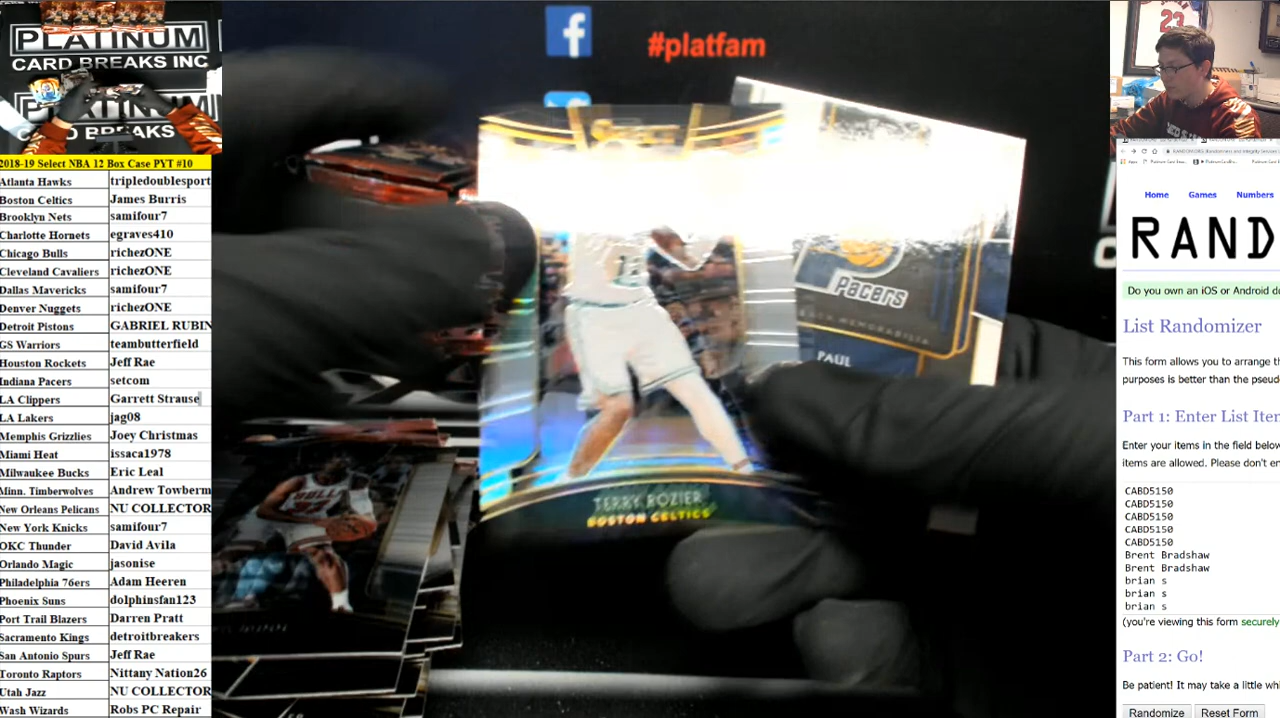 PLATINUM
CARD BREAKS INC
PLATINUM
CARD BREAKS
23
f
#platfam
2018-19 Select NBA 12 Box Case PYT #10
Atlanta Hawks tripledoublesport
Boston Celtics James Burris
Brooklyn Nets samifour7
Charlotte Hornets egraves410
Chicago Bulls richezONE
Cleveland Cavaliers richezONE
Dallas Mavericks samifour7
Denver Nuggets richezONE
Detroit Pistons GABRIEL RUBIN
GS Warriors teambutterfield
Houston Rockets Jeff Rae
Indiana Pacers setcom
LA Clippers Garrett Strause
LA Lakers jag08
Memphis Grizzlies Joey Christmas
Miami Heat issaca1978
Milwaukee Bucks Eric Leal
Minn. Timberwolves Andrew Towberm
New Orleans Pelicans NU COLLECTOR
New York Knicks samifour7
OKC Thunder David Avila
Orlando Magic jasonise
Philadelphia 76ers Adam Heeren
Phoenix Suns dolphinsfan123
Port Trail Blazers Darren Pratt
Sacramento Kings detroitbreakers
San Antonio Spurs Jeff Rae
Toronto Raptors Nittany Nation26
Utah Jazz NU COLLECTOR
Wash Wizards Robs PC Repair
BULLS
TERRY ROZIER
BOSTON CELTICS
Pacers
MEMORABILIA
PAUL
Home Games Numbers
RAND
Do you own an iOS or Android de
List Randomizer
This form allows you to arrange th
purposes is better than the pseud
Part 1: Enter List Iter
Enter your items in the field below
items are allowed. Please don't en
CABD5150
CABD5150
CABD5150
CABD5150
CABD5150
Brent Bradshaw
Brent Bradshaw
brian s
brian s
brian s
(you're viewing this form securely
Part 2: Go!
Be patient! It may take a little whi
Randomize Reset Form